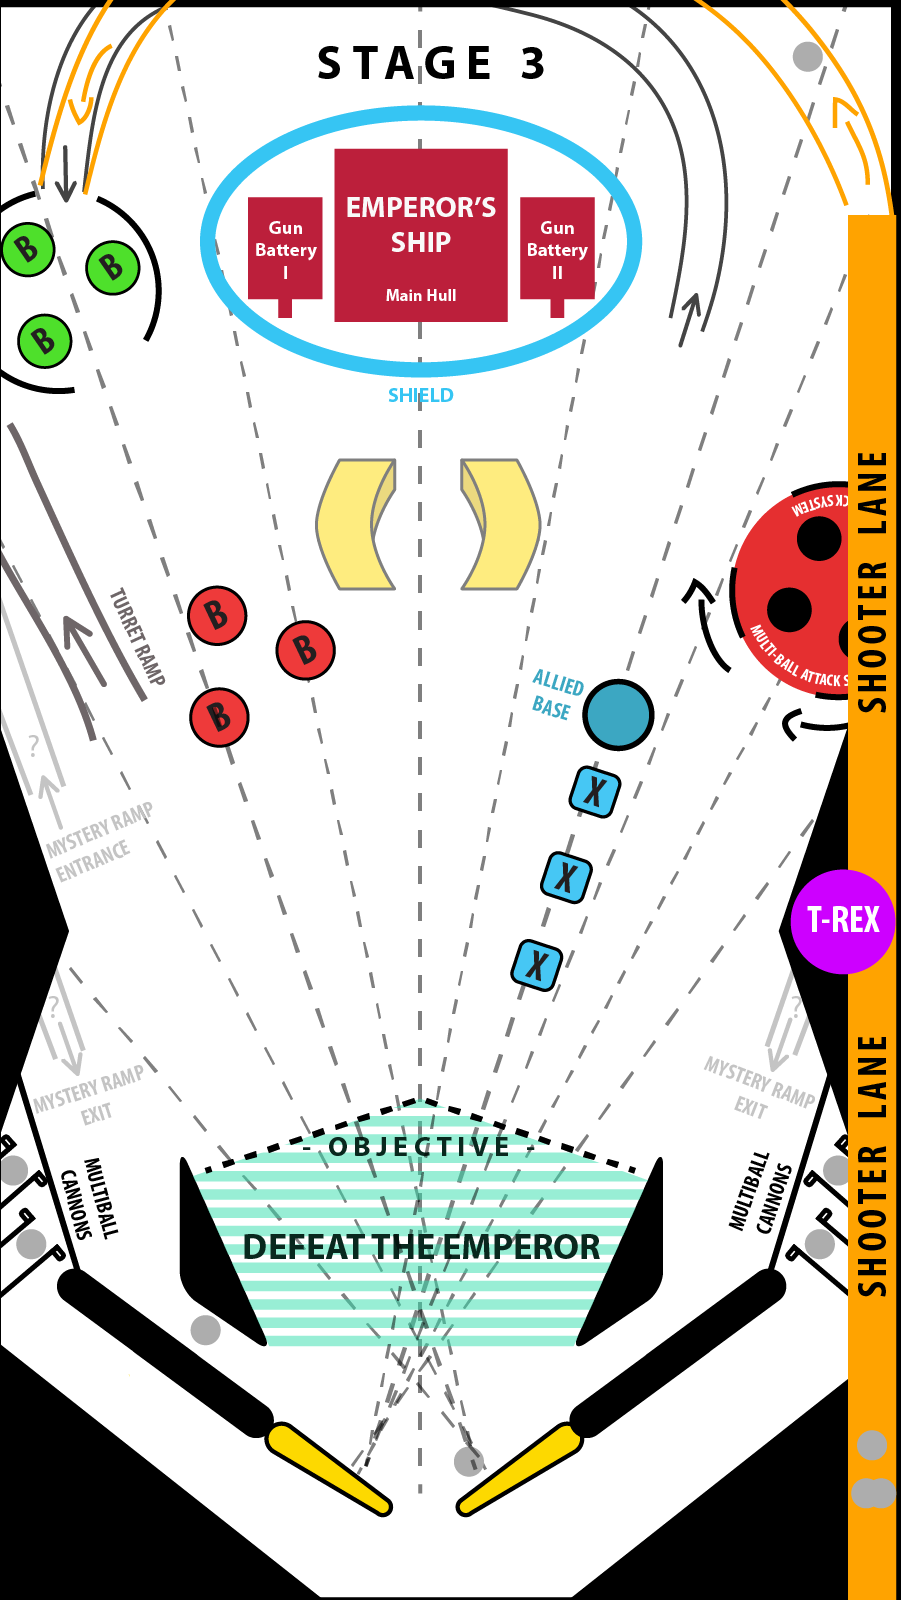 STAGE 3
EMPEROR'S
SHIP
Main Hull
Gun
Battery
I
Gun
Battery
II
B
B
B
SHIELD
SHOOTER LANE
CK SYSTEM
MULTI-BALL ATTACK S
TURRET RAMP
B
B
B
ALLIED
BASE
?
X
MYSTERY RAMP
ENTRANCE
X
T-REX
X
?
?
MYSTERY RAMP
EXIT
MYSTERY RAMP
EXIT
SHOOTER LANE
- OBJECTIVE -
MULTIBALL
CANNONS
MULTIBALL
CANNONS
DEFEAT THE EMPEROR